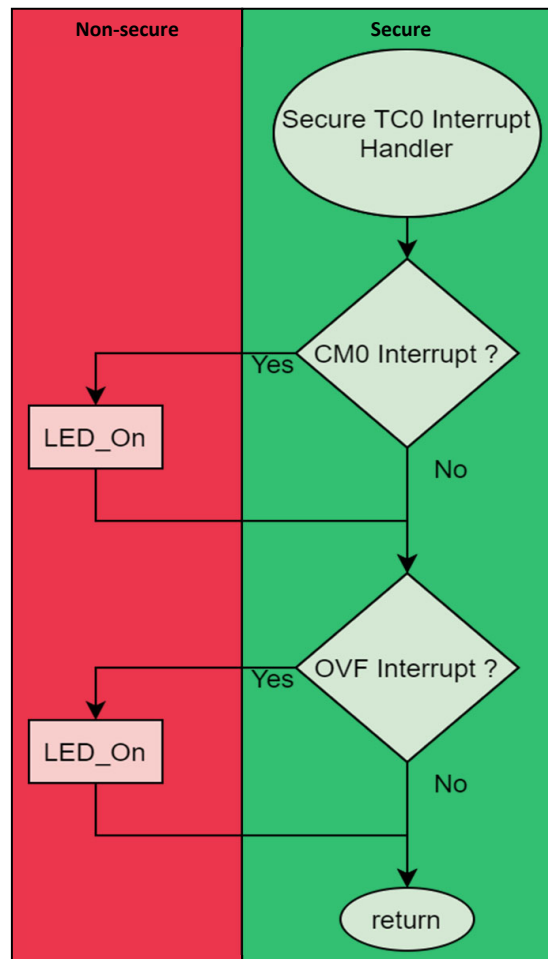 Non-secure
Secure
Secure TC0 Interrupt
Handler
CM0 Interrupt ?
Yes
LED_On
No
OVF Interrupt ?
Yes
LED_On
No
return